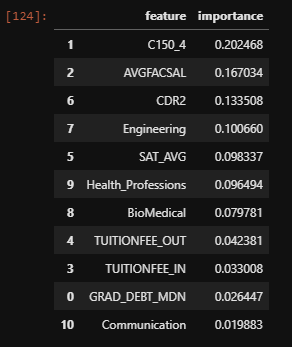 [124]: feature importance
1 C150_4 0.202468
2 AVGFACSAL 0.167034
6 CDR2 0.133508
7 Engineering 0.100660
5 SAT_AVG 0.098337
9 Health_Professions 0.096494
8 BioMedical 0.079781
4 TUITIONFEE_OUT 0.042381
3 TUITIONFEE_IN 0.033008
0 GRAD_DEBT_MDN 0.026447
10 Communication 0.019883